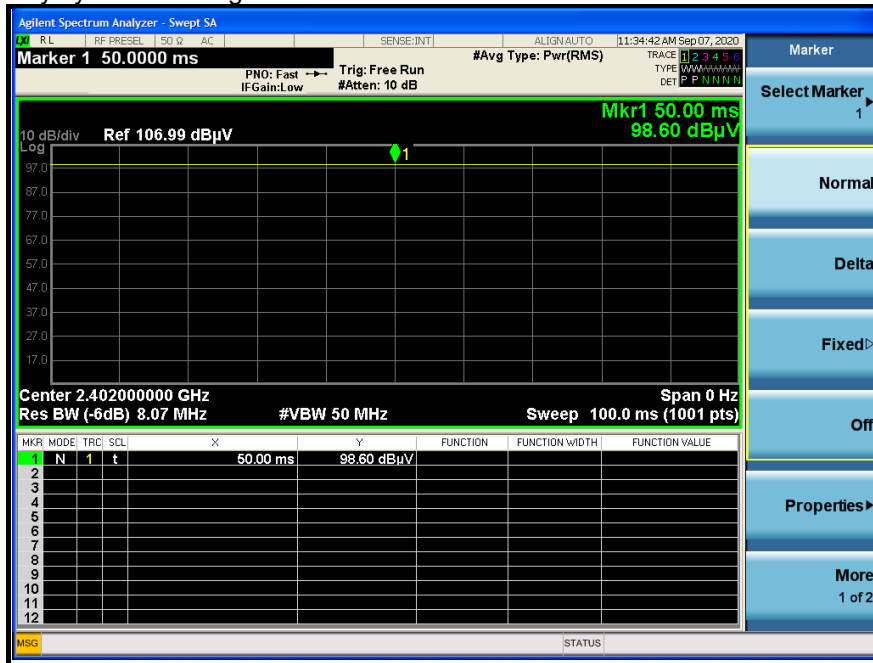 Agilent Spectrum Analyzer - Swept SA
LXI RL RF PRESEL 50 Ω AC SENSE:INT ALIGN AUTO 11:34:42 AM Sep 07, 2020
Marker 1 50.0000 ms
PNO: Fast
IFGain:Low
Trig: Free Run
#Atten: 10 dB
#Avg Type: Pwr(RMS)
TRACE 1 2 3 4 5 6
TYPE WWWWWW
DET P P N N N N
Mkr1 50.00 ms
98.60 dBµV
10 dB/div Ref 106.99 dBµV
Log
1
97.0
87.0
77.0
67.0
57.0
47.0
37.0
27.0
17.0
Center 2.402000000 GHz Span 0 Hz
Res BW (-6dB) 8.07 MHz #VBW 50 MHz Sweep 100.0 ms (1001 pts)
MKR MODE TRC SCL X Y FUNCTION FUNCTION WIDTH FUNCTION VALUE
1 N 1 t 50.00 ms 98.60 dBµV
2
3
4
5
6
7
8
9
10
11
12
MSG STATUS
Marker
Select Marker
1
Normal
Delta
Fixed
Off
Properties
More
1 of 2